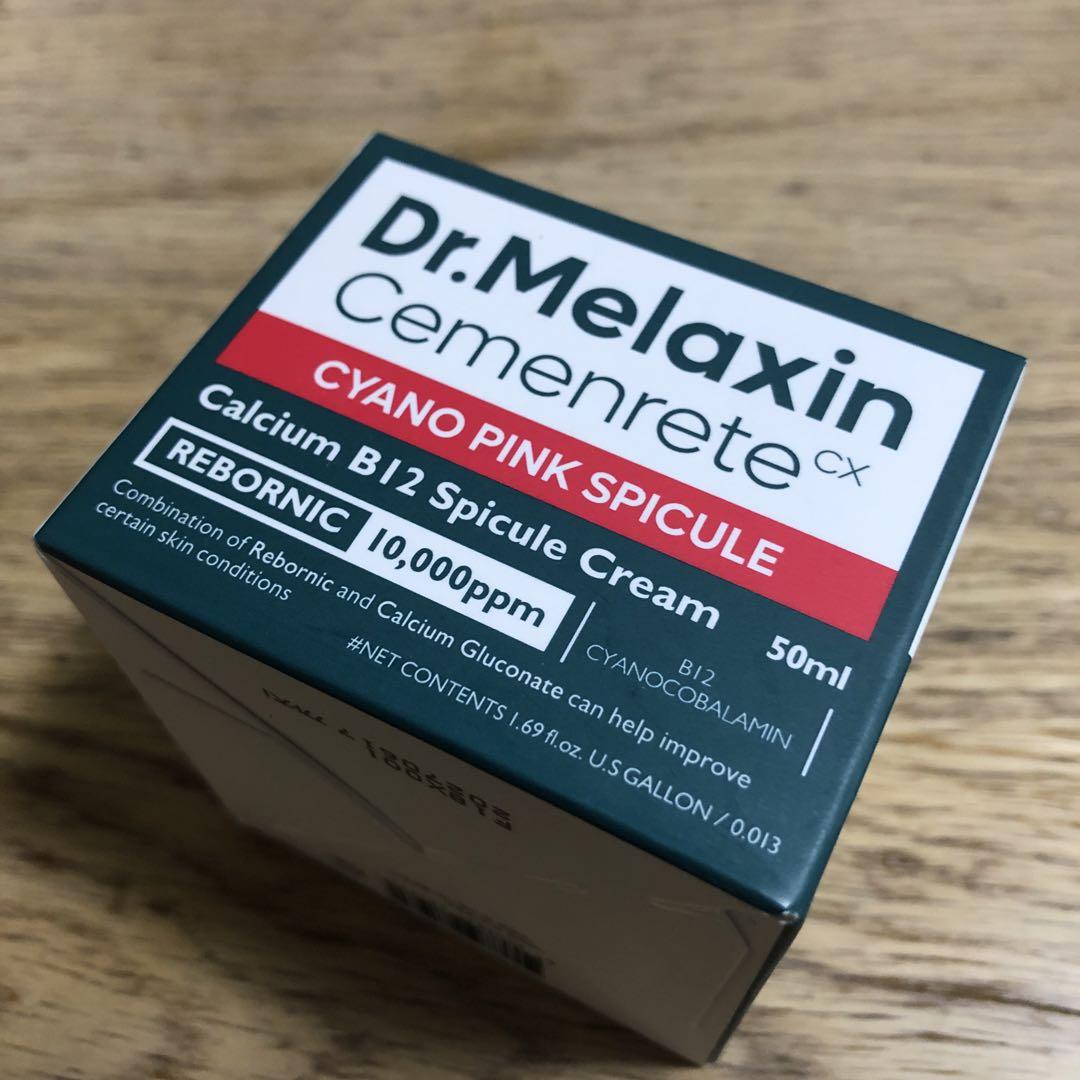 Dr.Melaxin
Cemenrete CX
CYANO PINK SPICULE
Calcium B12 Spicule Cream 50ml
REBORNIC 10,000ppm
B12
CYANOCOBALAMIN
Combination of Rebornic and Calcium Gluconate can help improve
certain skin conditions
#NET CONTENTS 1.69 fl.oz. U.S GALLON / 0.013